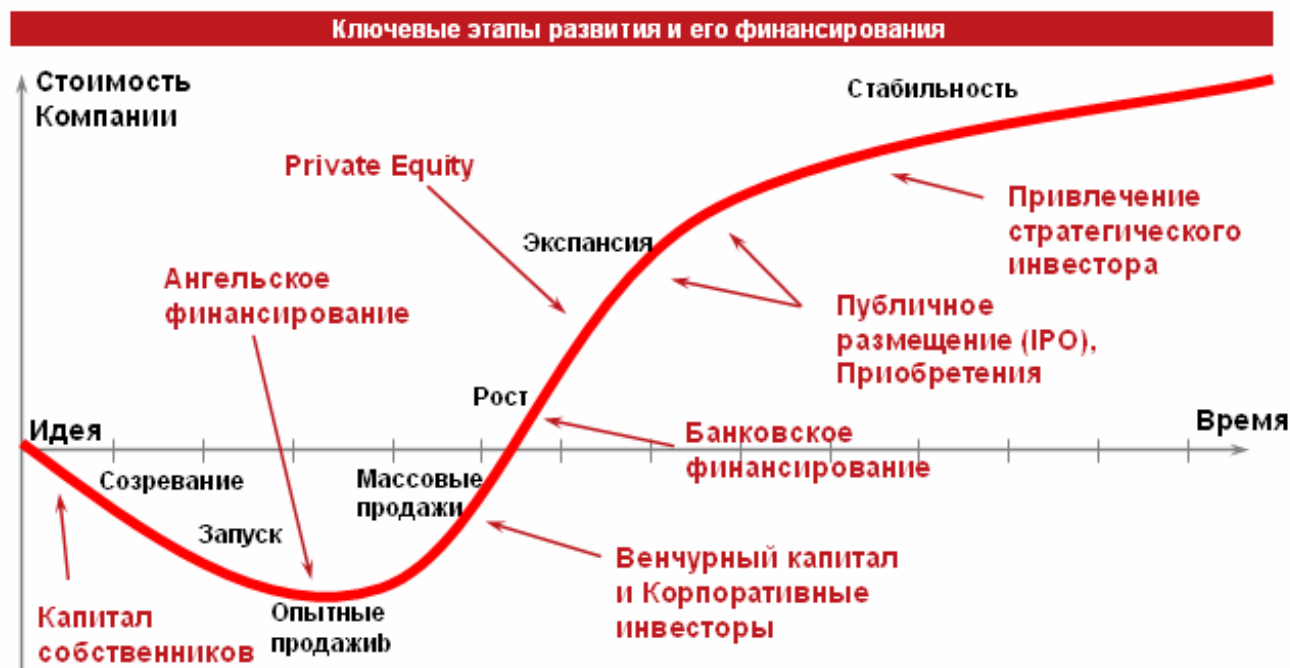 Ключевые этапы развития и его финансирования
Стоимость
Компании
Стабильность
Private Equity
Привлечение
стратегического
инвестора
Экспансия
Ангельское
финансирование
Публичное
размещение (IPO),
Приобретения
Рост
Идея
Время
Банковское
финансирование
Созревание
Массовые
продажи
Запуск
Венчурный капитал
и Корпоративные
инвесторы
Капитал
собственников
Опытные
продажиb